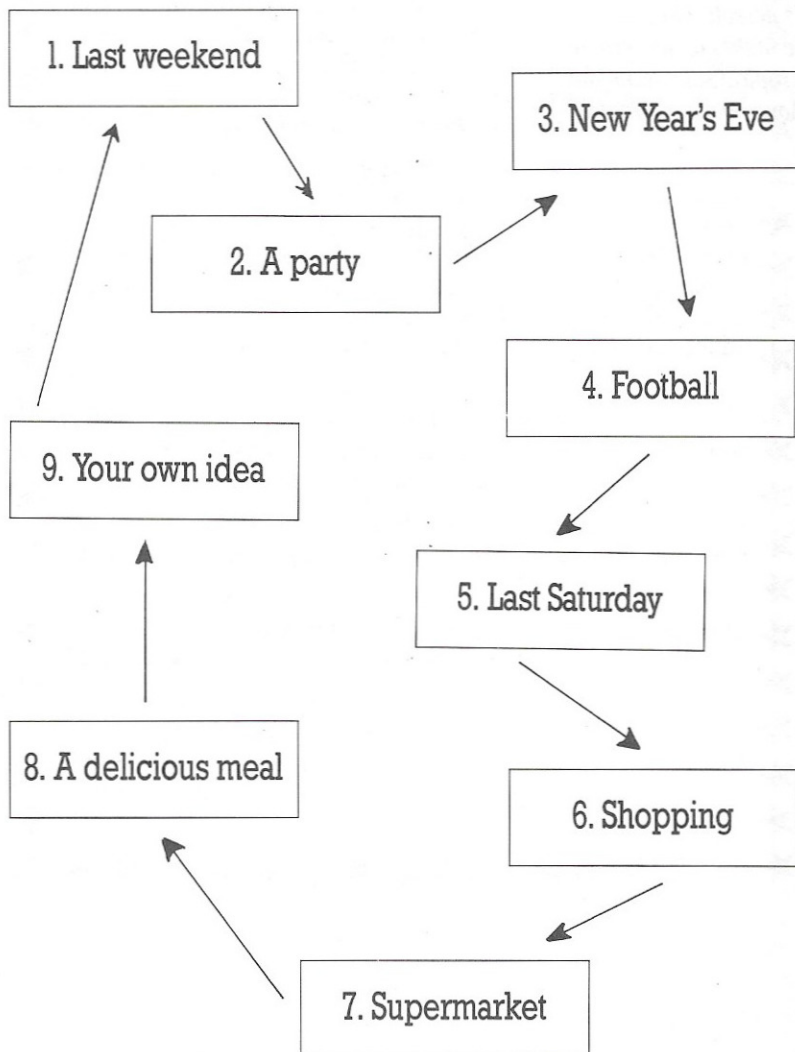 1. Last weekend
2. A party
3. New Year's Eve
4. Football
5. Last Saturday
6. Shopping
7. Supermarket
8. A delicious meal
9. Your own idea